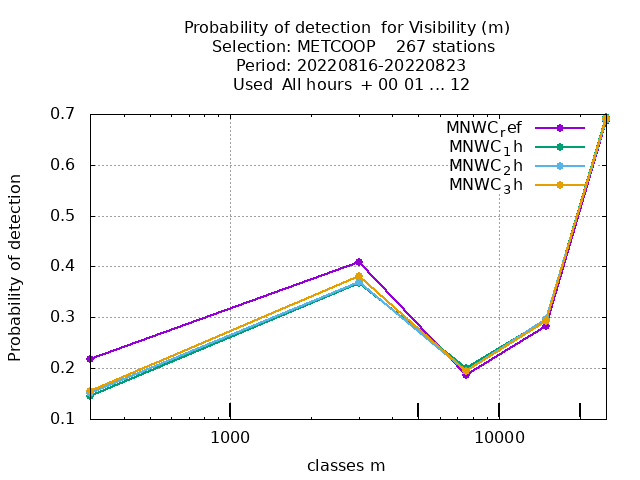 Probability of detection  for Visibility (m)
Selection: METCOOP    267 stations
Period: 20220816-20220823
Used  All hours  + 00 01 ... 12
MNWC_ref
MNWC_1h
MNWC_2h
MNWC_3h
0.7
0.6
0.5
0.4
0.3
0.2
0.1
Probability of detection
1000
10000
classes m